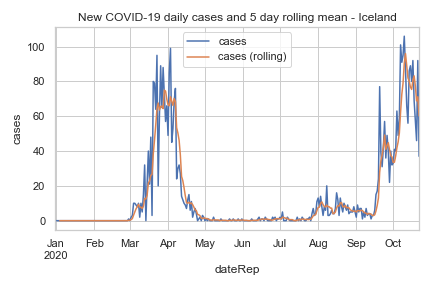 New COVID-19 daily cases and 5 day rolling mean - Iceland
cases
cases (rolling)
100
80
60
40
20
0
cases
Jan Feb Mar Apr May Jun Jul Aug Sep Oct
2020
dateRep